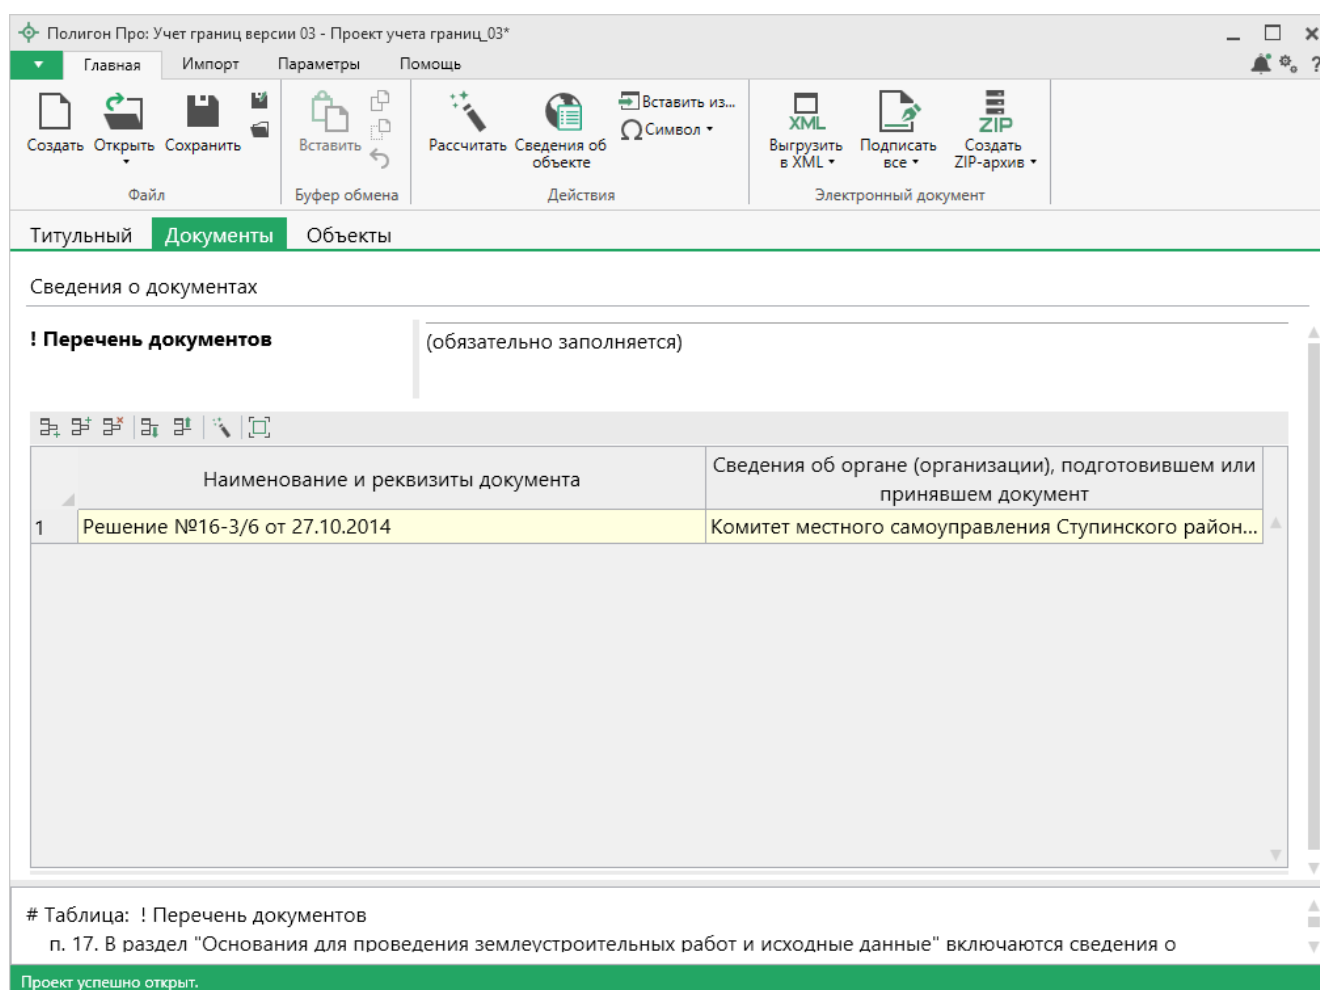 Полигон Про: Учет границ версии 03 - Проект учета границ_03*
Главная Импорт Параметры Помощь
Создать Открыть Сохранить Вставить Рассчитать Сведения об объекте Вставить из... Символ XML Выгрузить в XML Подписать все ZIP Создать ZIP-архив
Файл Буфер обмена Действия Электронный документ
Титульный Документы Объекты
Сведения о документах
! Перечень документов (обязательно заполняется)
Наименование и реквизиты документа Сведения об органе (организации), подготовившем или
принявшем документ
1 Решение №16-3/6 от 27.10.2014 Комитет местного самоуправления Ступинского район...
# Таблица: ! Перечень документов
п. 17. В раздел "Основания для проведения землеустроительных работ и исходные данные" включаются сведения о
Проект успешно открыт.